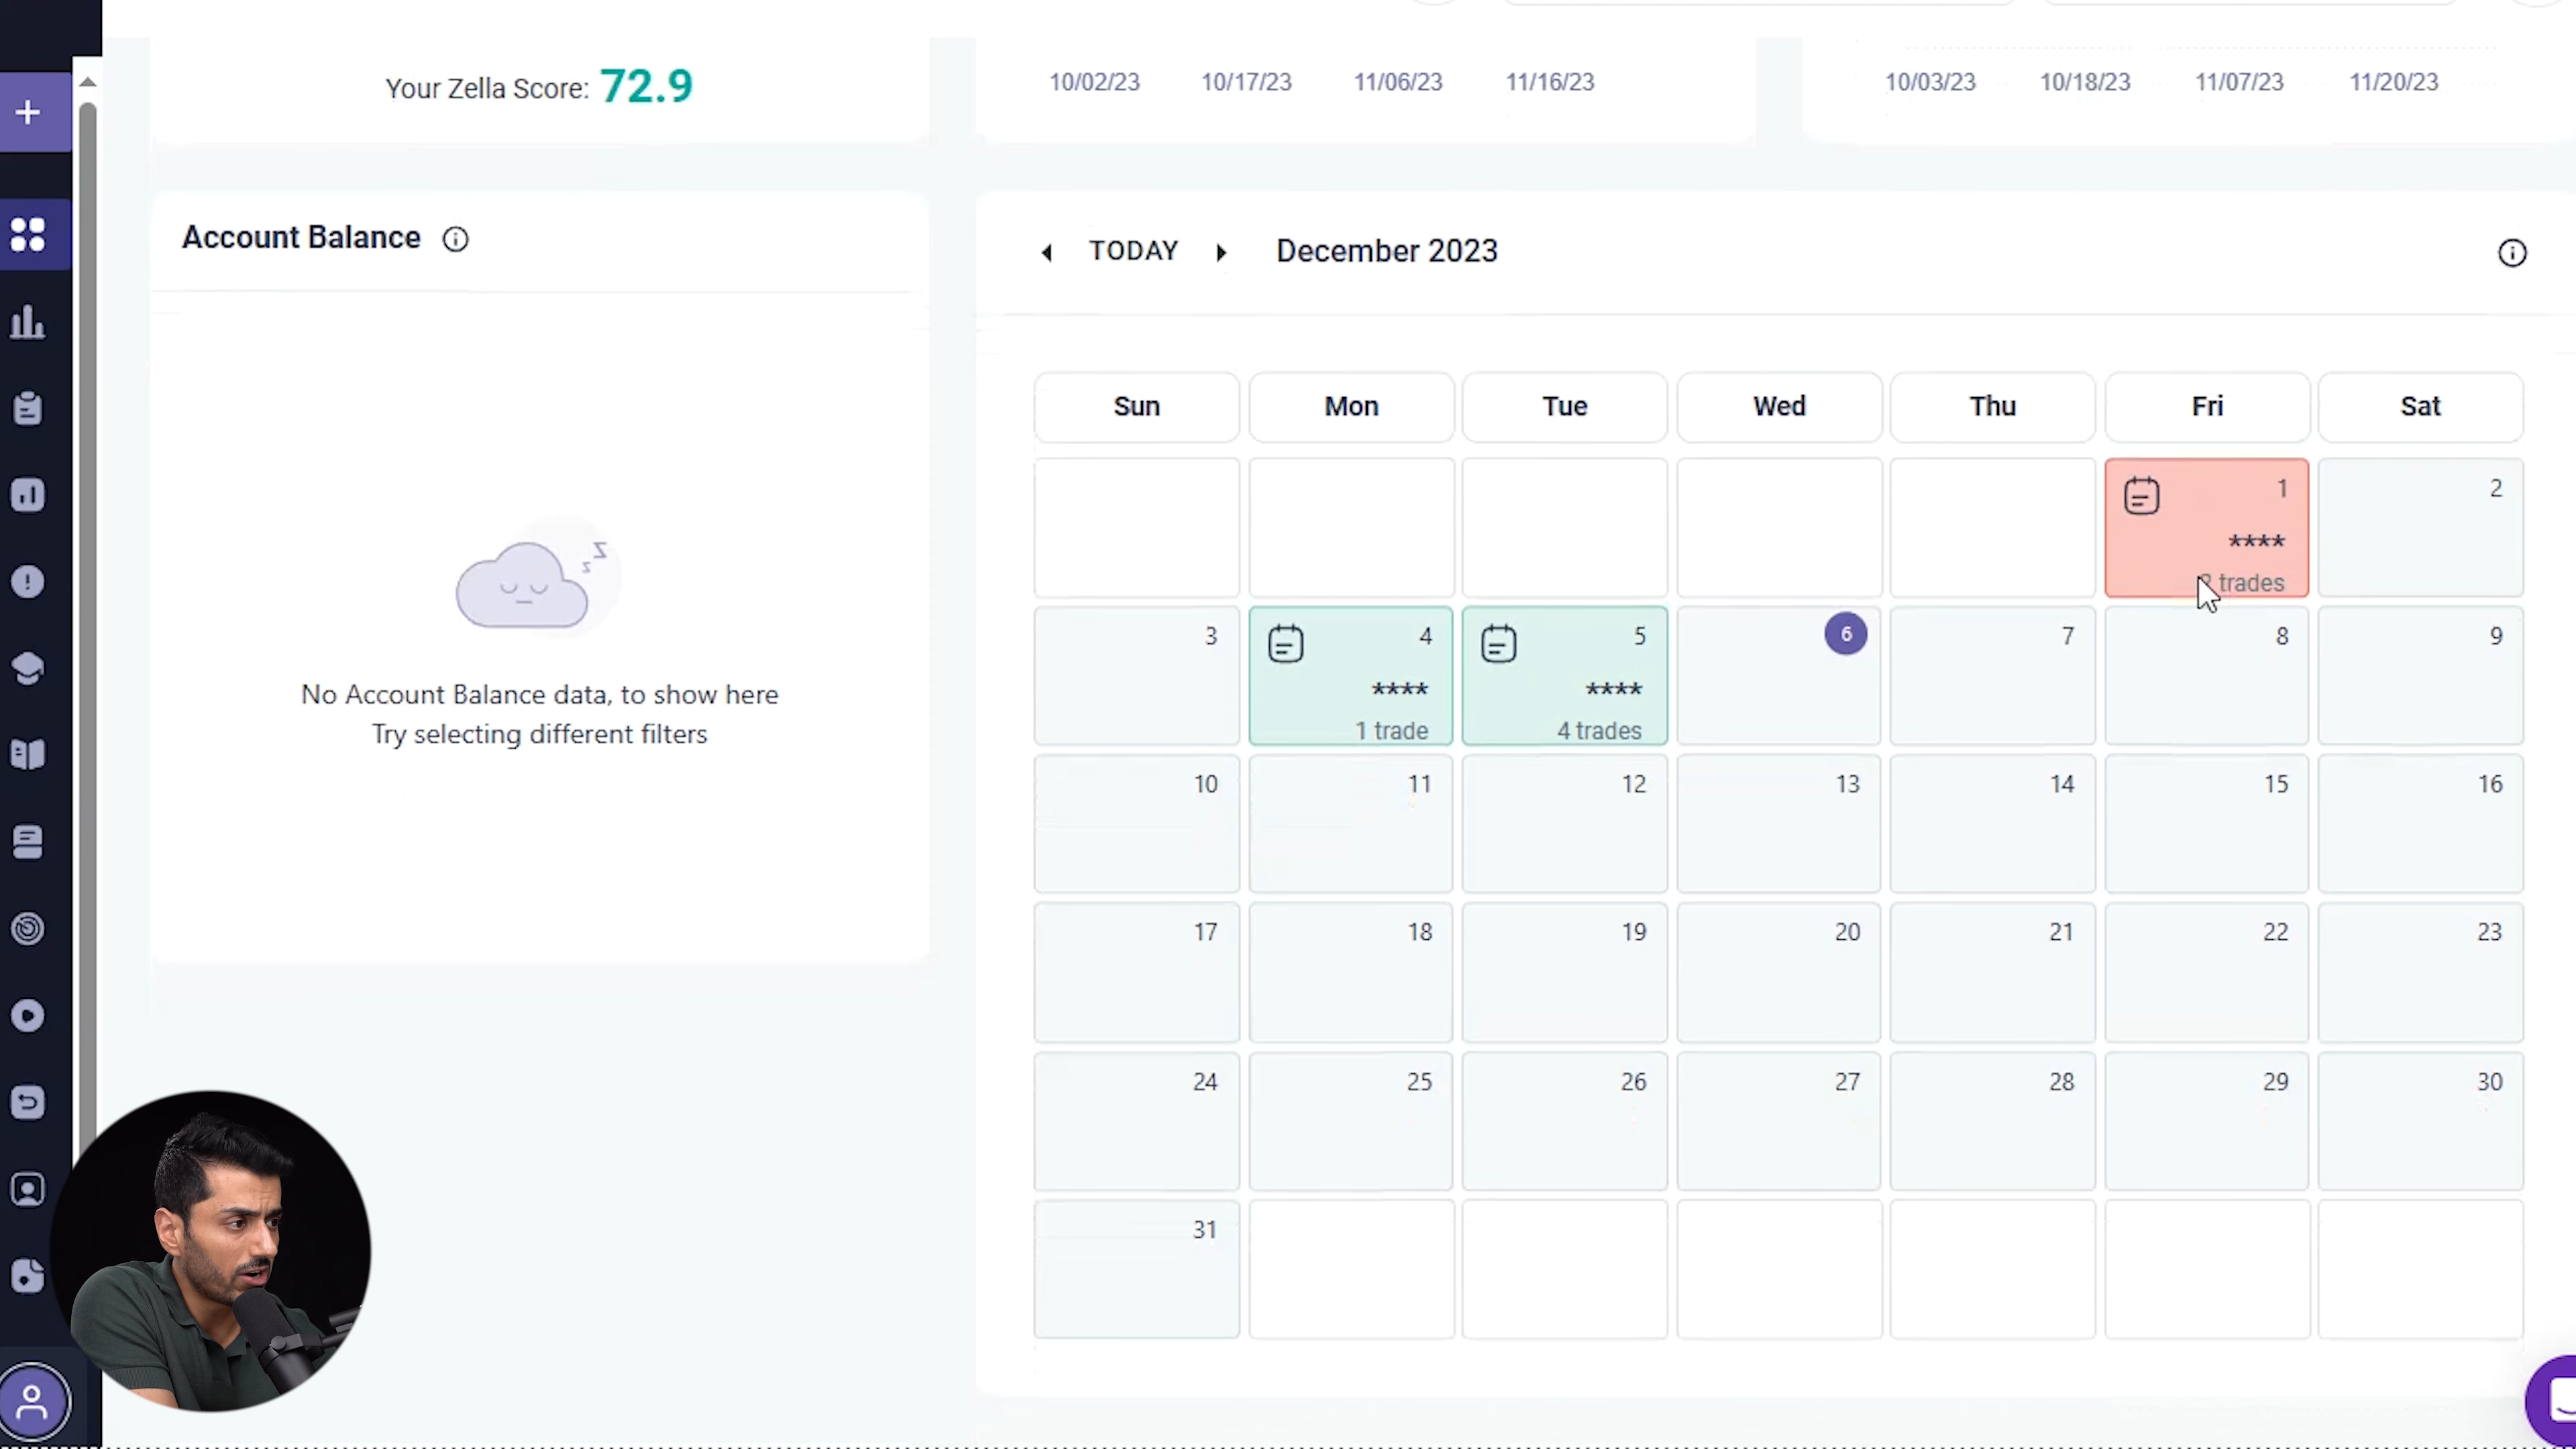 Your Zella Score: 72.9
10/02/23 10/17/23 11/06/23 11/16/23
10/03/23 10/18/23 11/07/23 11/20/23
Account Balance
No Account Balance data, to show here
Try selecting different filters
TODAY December 2023
Sun Mon Tue Wed Thu Fri Sat
1 2
****
trades
3 4 5 6 7 8 9
**** ****
1 trade 4 trades
10 11 12 13 14 15 16
17 18 19 20 21 22 23
24 25 26 27 28 29 30
31